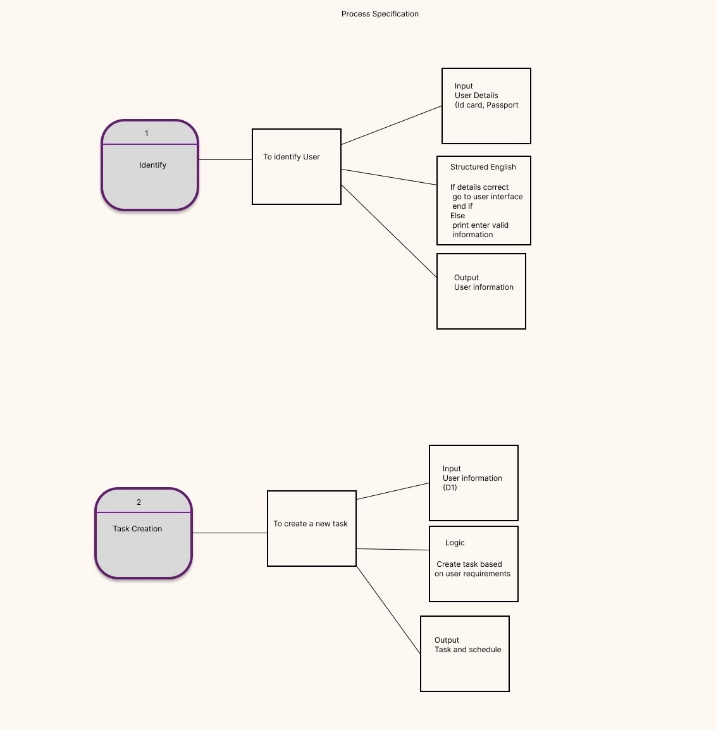 Process Specification
1
Identify
To identify User
Input
User Details
(Id card, Passport
Structured English
If details correct
go to user interface
end if
Else
print enter valid
information
Output
User information
2
Task Creation
To create a new task
Input
User information
(D1)
Logic
Create task based
on user requirements
Output
Task and schedule